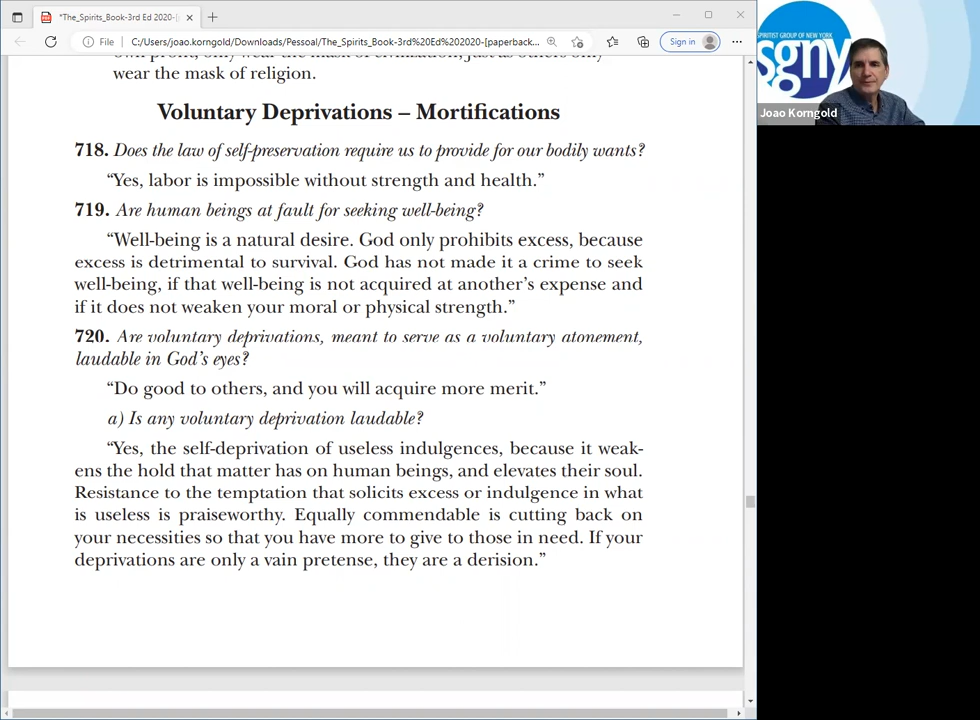 *The_Spirits_Book-3rd Ed 2020-[
File
C:/Users/joao.korngold/Downloads/Pessoal/The_Spirits_Book-3rd%20Ed%202020-[paperback...
Sign in
SPIRITIST GROUP OF NEW YORK
sgny
Joao Korngold
wear the mask of religion.
Voluntary Deprivations – Mortifications
718. Does the law of self-preservation require us to provide for our bodily wants?
“Yes, labor is impossible without strength and health.”
719. Are human beings at fault for seeking well-being?
“Well-being is a natural desire. God only prohibits excess, because
excess is detrimental to survival. God has not made it a crime to seek
well-being, if that well-being is not acquired at another’s expense and
if it does not weaken your moral or physical strength.”
720. Are voluntary deprivations, meant to serve as a voluntary atonement,
laudable in God’s eyes?
“Do good to others, and you will acquire more merit.”
a) Is any voluntary deprivation laudable?
“Yes, the self-deprivation of useless indulgences, because it weak-
ens the hold that matter has on human beings, and elevates their soul.
Resistance to the temptation that solicits excess or indulgence in what
is useless is praiseworthy. Equally commendable is cutting back on
your necessities so that you have more to give to those in need. If your
deprivations are only a vain pretense, they are a derision.”